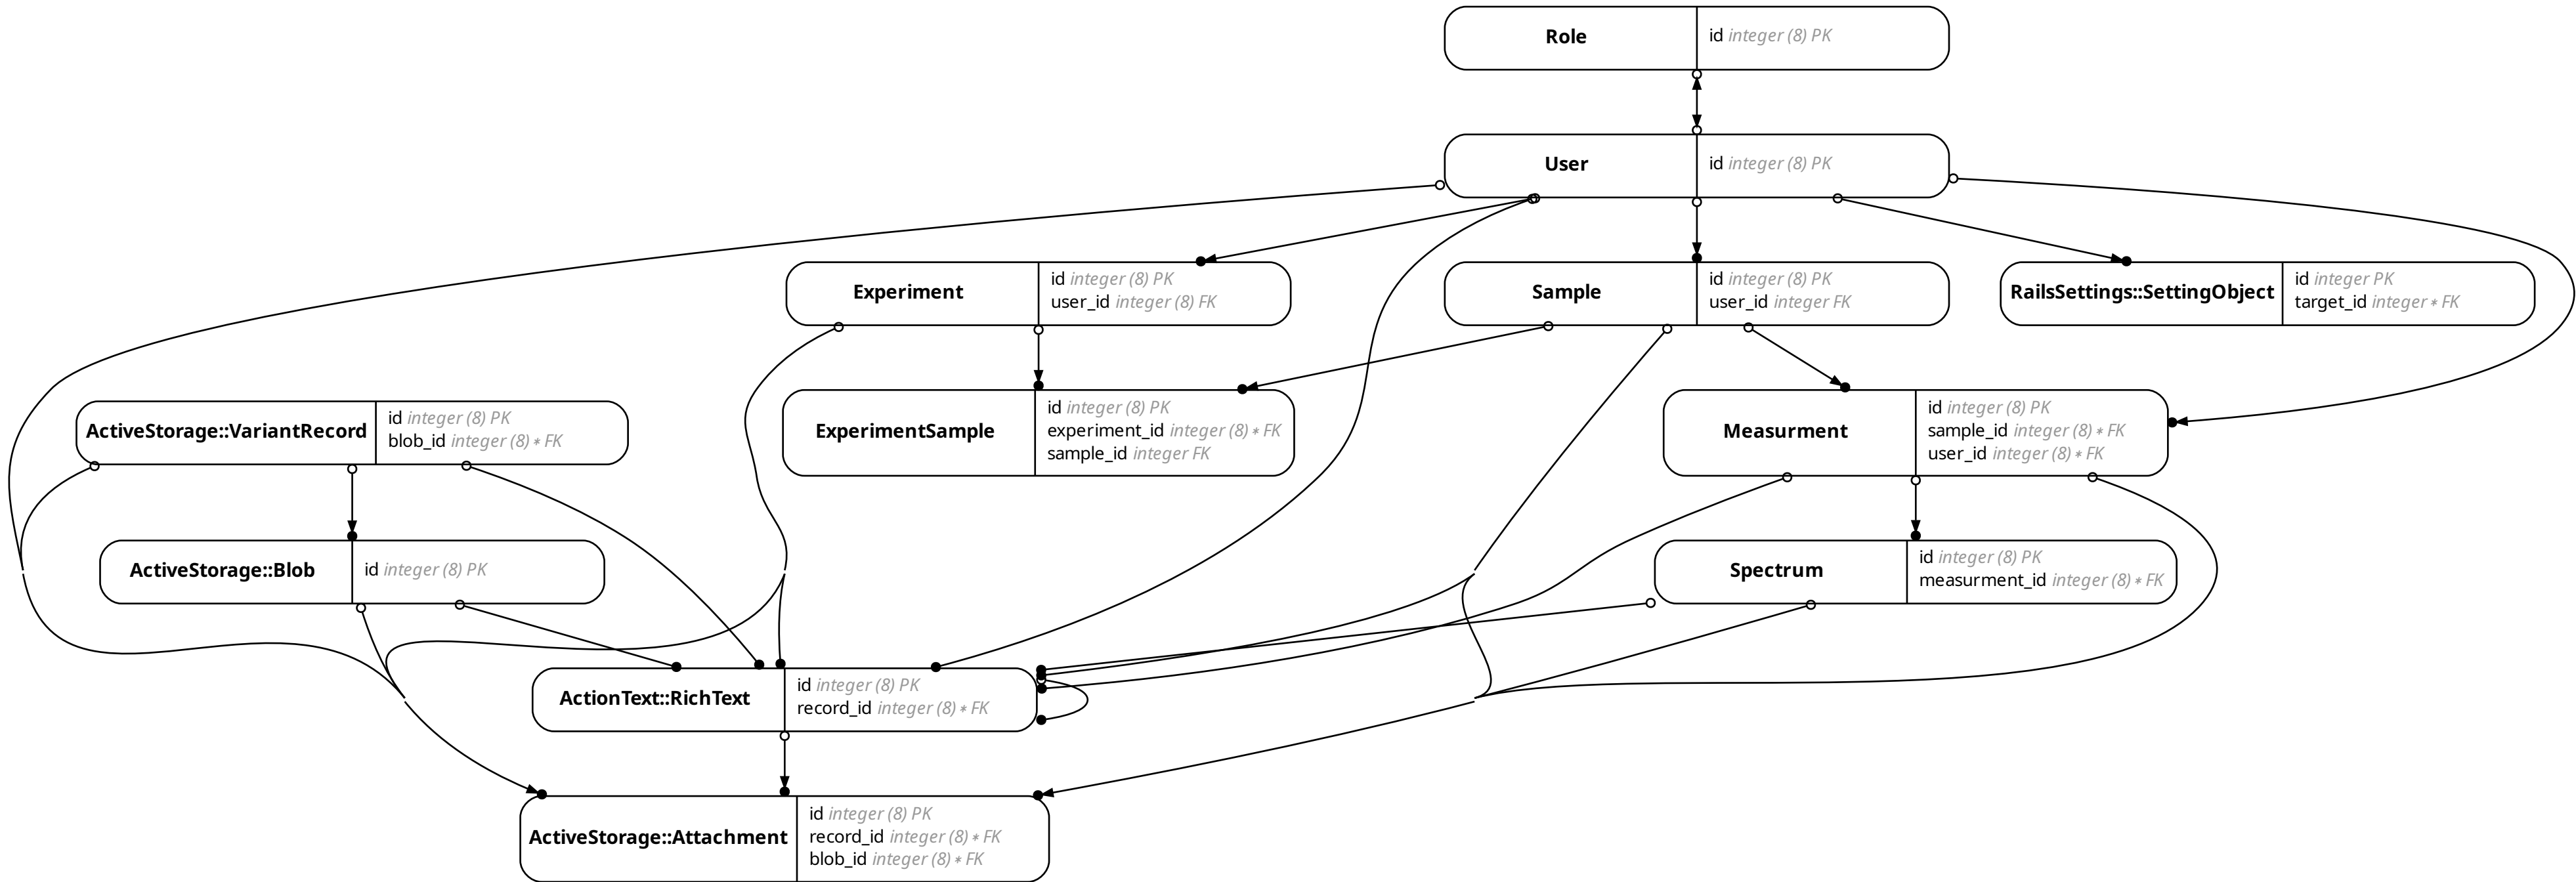 Role
id integer (8) PK
User
id integer (8) PK
Experiment
id integer (8) PK
user_id integer (8) FK
Sample
id integer (8) PK
user_id integer FK
RailsSettings::SettingObject
id integer PK
target_id integer ∗ FK
ActiveStorage::VariantRecord
id integer (8) PK
blob_id integer (8) ∗ FK
ExperimentSample
id integer (8) PK
experiment_id integer (8) ∗ FK
sample_id integer FK
Measurment
id integer (8) PK
sample_id integer (8) ∗ FK
user_id integer (8) ∗ FK
ActiveStorage::Blob
id integer (8) PK
Spectrum
id integer (8) PK
measurment_id integer (8) ∗ FK
ActionText::RichText
id integer (8) PK
record_id integer (8) ∗ FK
ActiveStorage::Attachment
id integer (8) PK
record_id integer (8) ∗ FK
blob_id integer (8) ∗ FK